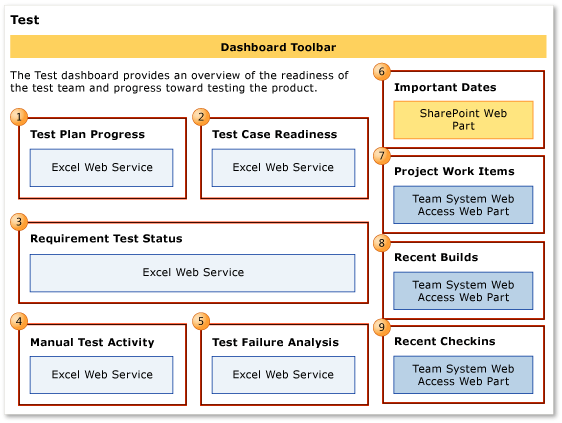 Test
Dashboard Toolbar
The Test dashboard provides an overview of the readiness of
the test team and progress toward testing the product.
1
Test Plan Progress
Excel Web Service
2
Test Case Readiness
Excel Web Service
3
Requirement Test Status
Excel Web Service
4
Manual Test Activity
Excel Web Service
5
Test Failure Analysis
Excel Web Service
6
Important Dates
SharePoint Web
Part
7
Project Work Items
Team System Web
Access Web Part
8
Recent Builds
Team System Web
Access Web Part
9
Recent Checkins
Team System Web
Access Web Part